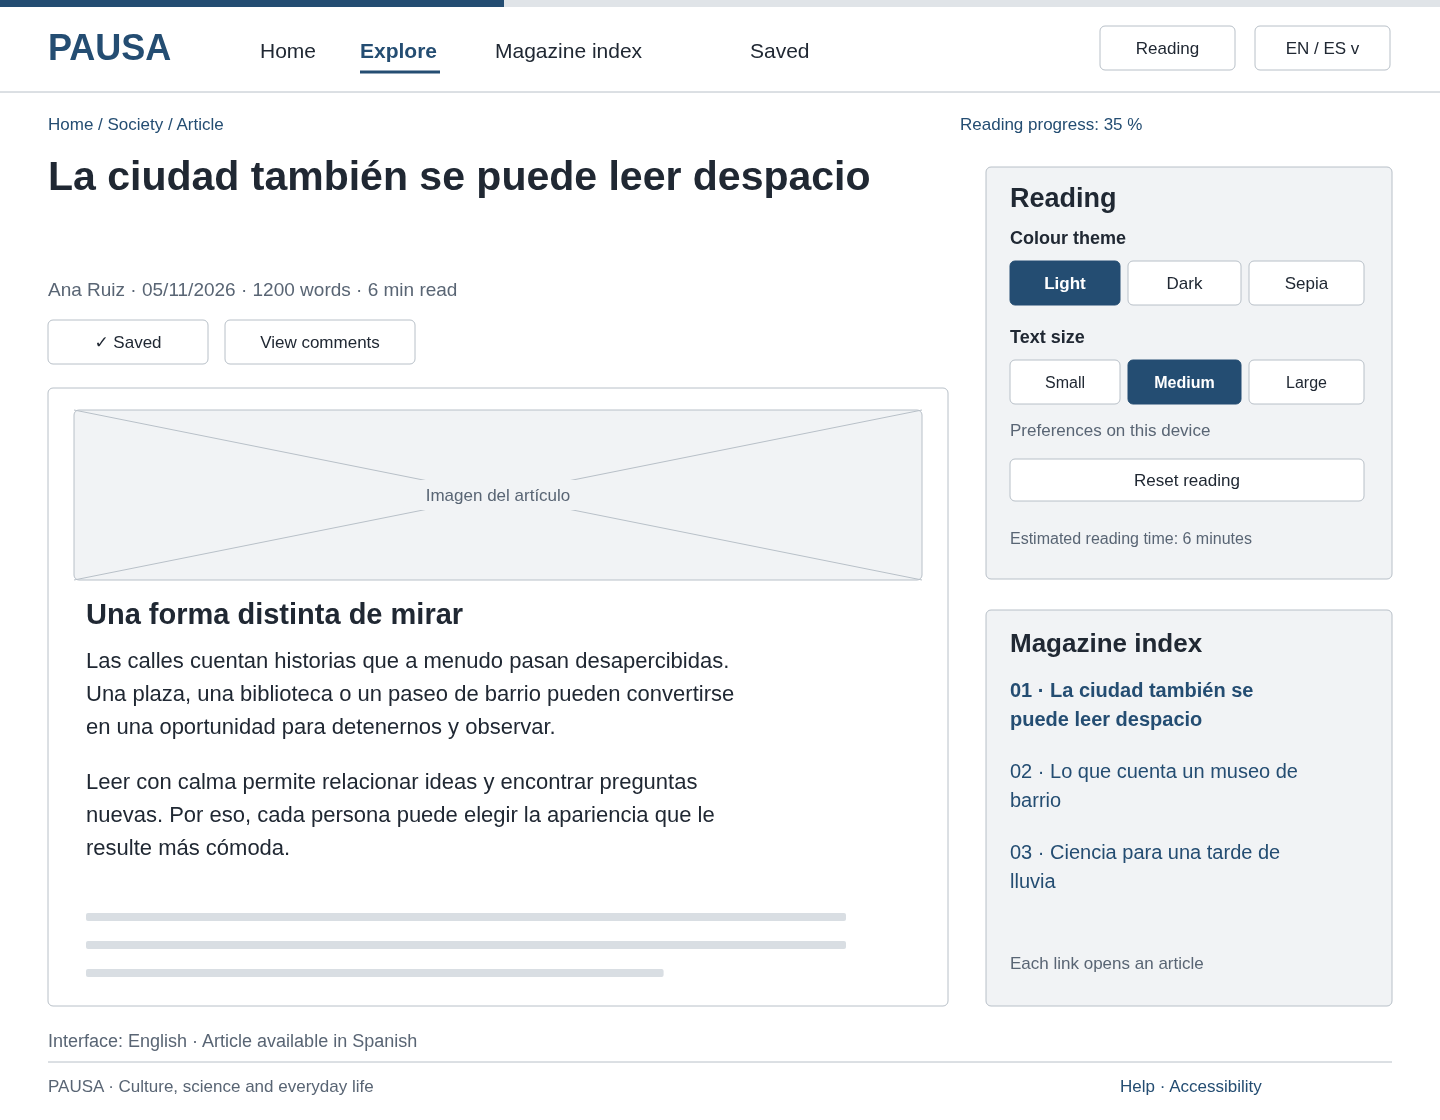 PAUSA
Home
Explore
Magazine index
Saved
Reading
EN / ES v
Home / Society / Article
Reading progress: 35 %
La ciudad también se puede leer despacio
Ana Ruiz · 05/11/2026 · 1200 words · 6 min read
✓ Saved
View comments
Imagen del artículo
Una forma distinta de mirar
Las calles cuentan historias que a menudo pasan desapercibidas.
Una plaza, una biblioteca o un paseo de barrio pueden convertirse
en una oportunidad para detenernos y observar.
Leer con calma permite relacionar ideas y encontrar preguntas
nuevas. Por eso, cada persona puede elegir la apariencia que le
resulte más cómoda.
Reading
Colour theme
Light
Dark
Sepia
Text size
Small
Medium
Large
Preferences on this device
Reset reading
Estimated reading time: 6 minutes
Magazine index
01 · La ciudad también se
puede leer despacio
02 · Lo que cuenta un museo de
barrio
03 · Ciencia para una tarde de
lluvia
Each link opens an article
Interface: English · Article available in Spanish
PAUSA · Culture, science and everyday life
Help · Accessibility